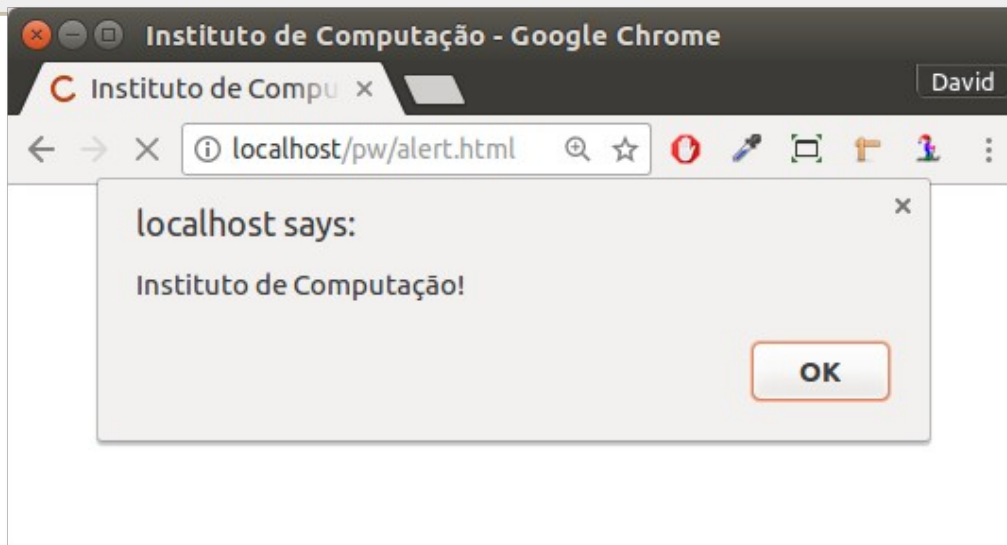 Instituto de Computação - Google Chrome
Instituto de Compu
David
localhost/pw/alert.html
localhost says:
Instituto de Computação!
OK